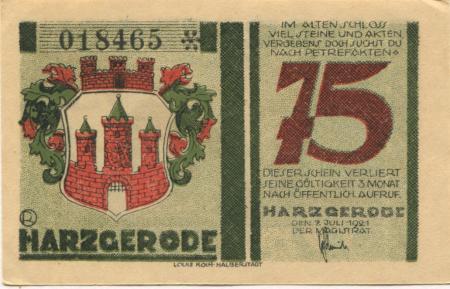 018465
HARZGERODE
IM ALTEN SCHLOSS
VIEL STEINE UND AKTEN
VERGEBENS DOCH SUCHST DU
NACH PETREFAKTEN
75
DIESER SCHEIN VERLIERT
SEINE GÜLTIGKEIT 3. MONAT
NACH ÖFFENTLICH. AUFRUF.
HARZGERODE
DEN 7. JULI 1921
DER MAGISTRAT.
LOUIS KOCH HALBERSTADT